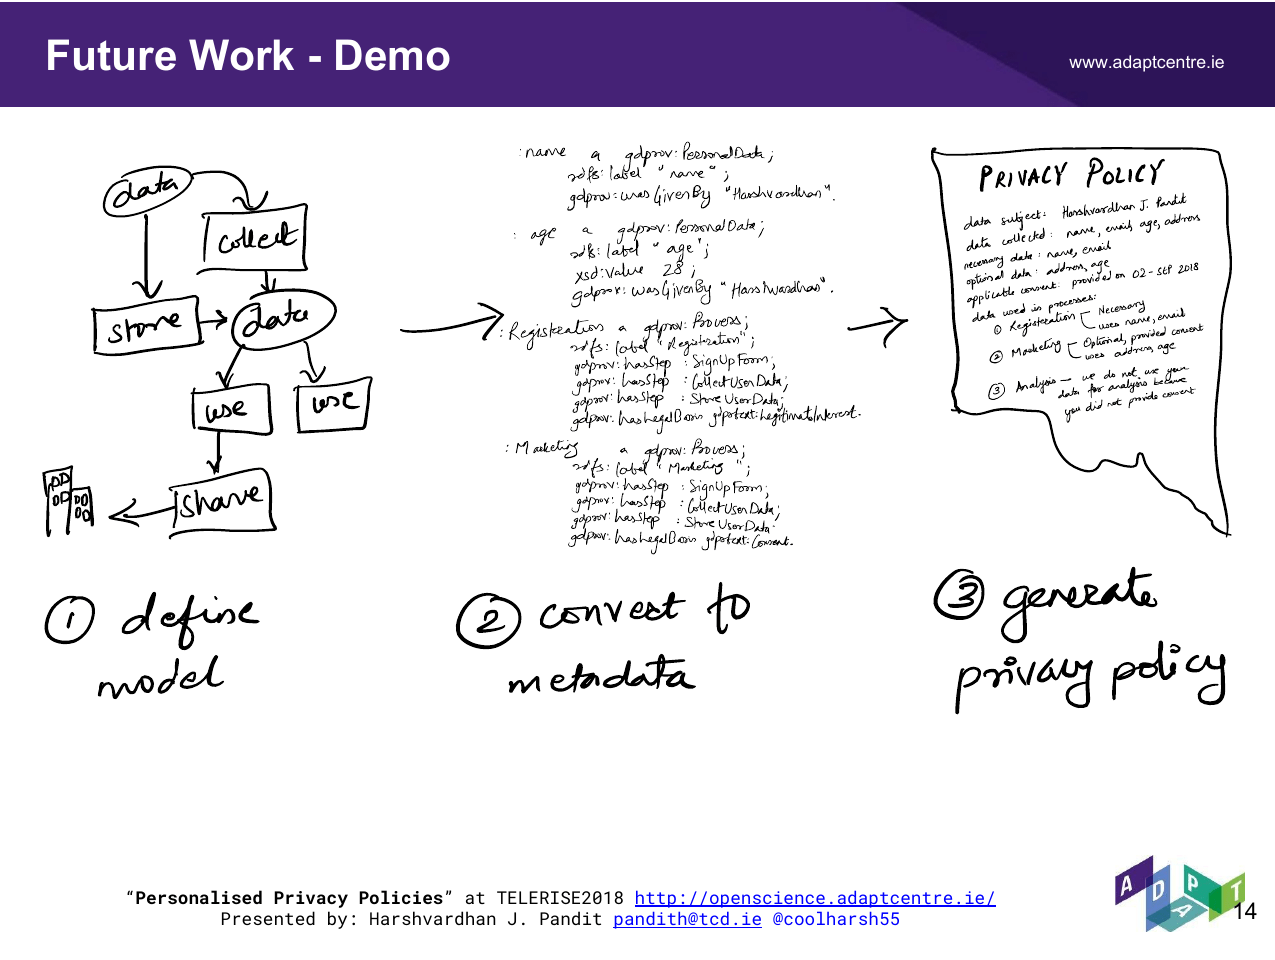 Future Work - Demo
www.adaptcentre.ie
data
collect
store
data
use
use
share
:name a gdprov:PersonalData;
rdfs:label "name";
gdprov:wasGivenBy "Harshvardhan".
:age a gdprov:PersonalData;
rdfs:label "age";
xsd:value 28;
gdprov:wasGivenBy "Harshvardhan".
:Registration a gdprov:Process;
rdfs:label "Registration";
gdprov:hasStep :SignUpForm;
gdprov:hasStep :CollectUserData;
gdprov:hasStep :StoreUserData;
gdprov:hasLegalBasis gdprtext:LegitimateInterest.
:Marketing a gdprov:Process;
rdfs:label "Marketing";
gdprov:hasStep :SignUpForm;
gdprov:hasStep :CollectUserData;
gdprov:hasStep :StoreUserData.
gdprov:hasLegalBasis gdprtext:Consent.
PRIVACY POLICY
data subject: Harshvardhan J. Pandit
data collected: name, email, age, address
necessary data: name, email
optional data: address, age
applicable consent: provided on 02-SEP 2018
data used in processes:
① Registration - Necessary
uses name, email
② Marketing - Optional, provided consent
uses address, age
③ Analysis - we do not use your
data for analysis because
you did not provide consent
① define
model
② convert to
metadata
③ generate
privacy policy
“Personalised Privacy Policies” at TELERISE2018 http://openscience.adaptcentre.ie/
Presented by: Harshvardhan J. Pandit pandith@tcd.ie @coolharsh55
ADAPT
14